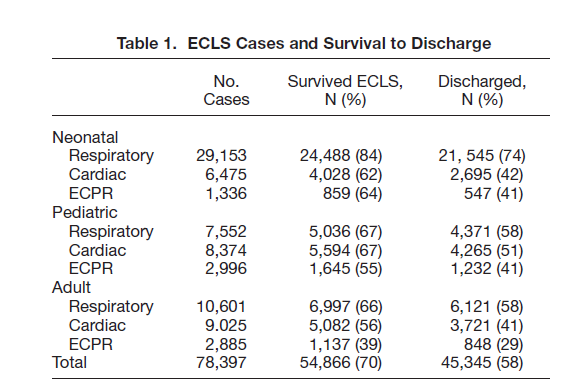 Table 1. ECLS Cases and Survival to Discharge
No. Cases Survived ECLS, N (%) Discharged, N (%)
Neonatal
Respiratory 29,153 24,488 (84) 21, 545 (74)
Cardiac 6,475 4,028 (62) 2,695 (42)
ECPR 1,336 859 (64) 547 (41)
Pediatric
Respiratory 7,552 5,036 (67) 4,371 (58)
Cardiac 8,374 5,594 (67) 4,265 (51)
ECPR 2,996 1,645 (55) 1,232 (41)
Adult
Respiratory 10,601 6,997 (66) 6,121 (58)
Cardiac 9.025 5,082 (56) 3,721 (41)
ECPR 2,885 1,137 (39) 848 (29)
Total 78,397 54,866 (70) 45,345 (58)